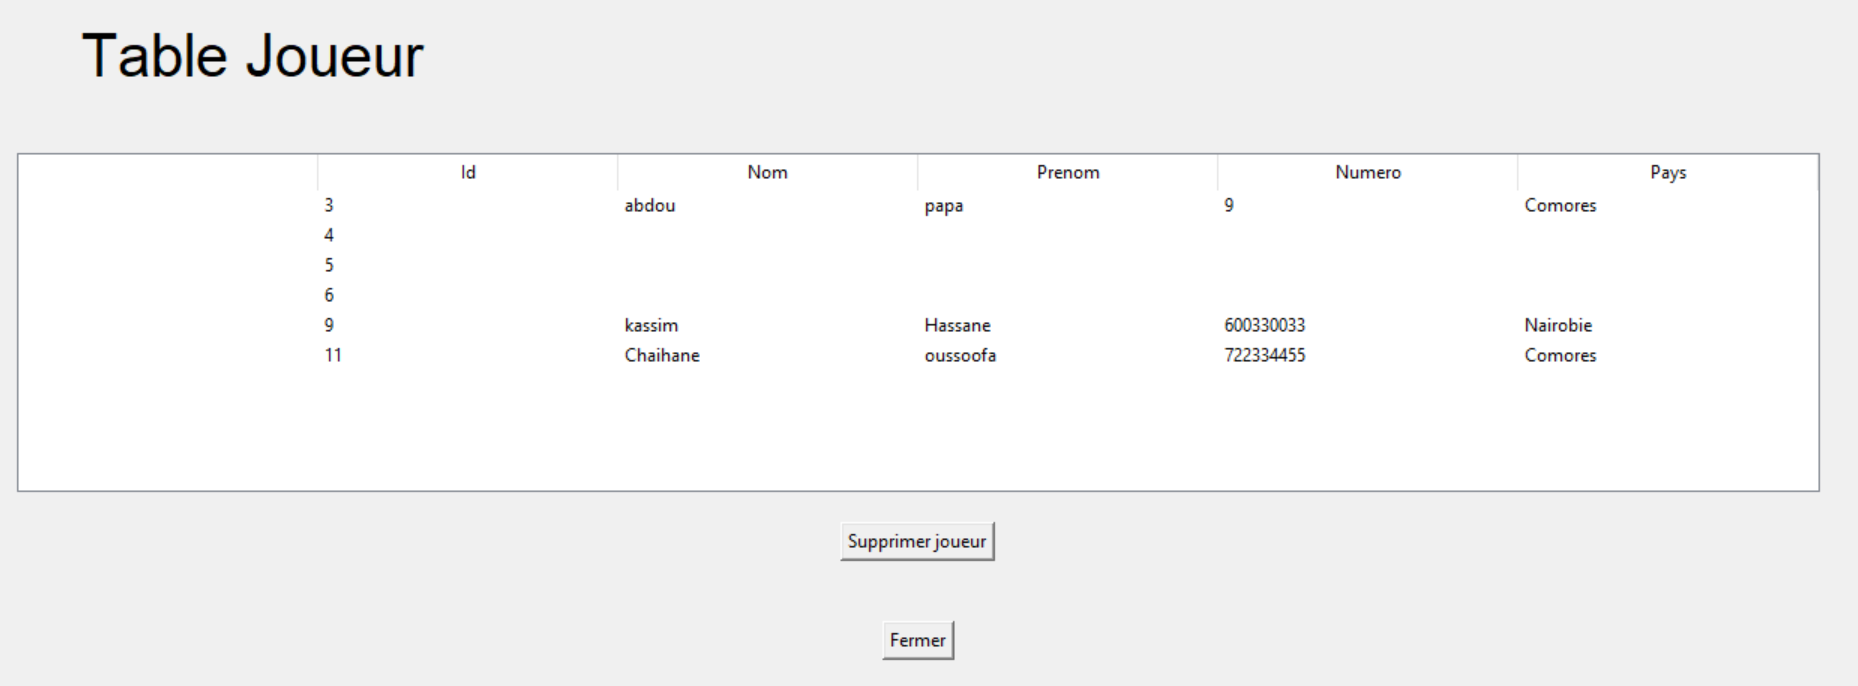 Table Joueur
Id Nom Prenom Numero Pays
3 abdou papa 9 Comores
4
5
6
9 kassim Hassane 600330033 Nairobie
11 Chaihane oussoofa 722334455 Comores
Supprimer joueur
Fermer